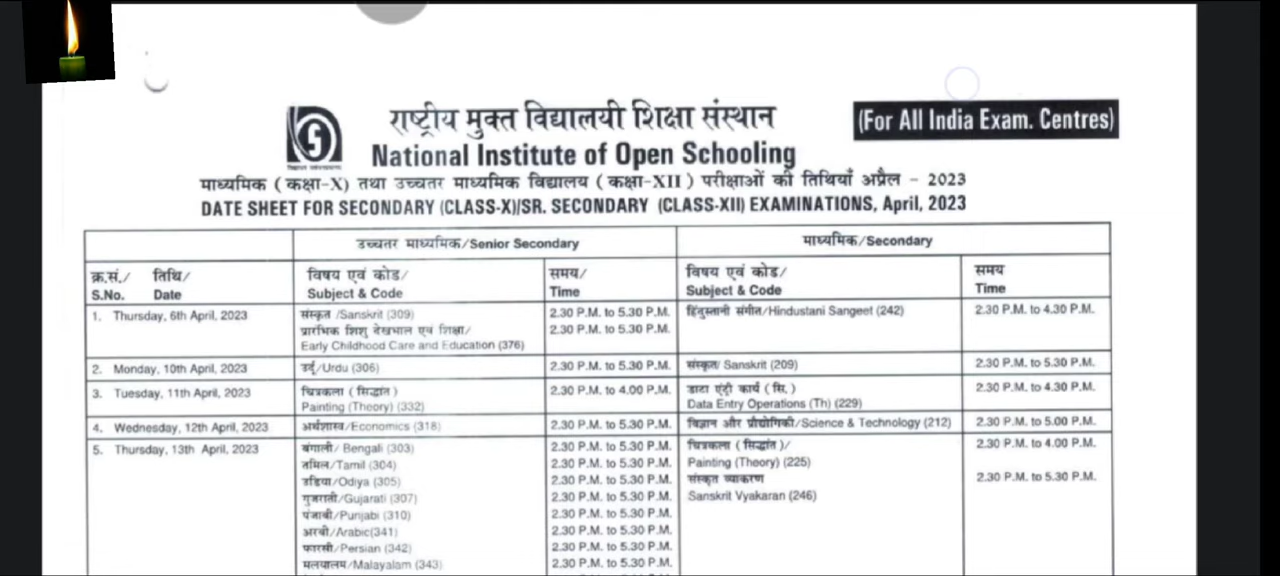 राष्ट्रीय मुक्त विद्यालयी शिक्षा संस्थान
(For All India Exam. Centres)
National Institute of Open Schooling
माध्यमिक ( कक्षा-X) तथा उच्चतर माध्यमिक विद्यालय ( कक्षा-XII ) परीक्षाओं की तिथियाँ अप्रैल - 2023
DATE SHEET FOR SECONDARY (CLASS-X)/SR. SECONDARY (CLASS-XII) EXAMINATIONS, April, 2023
उच्चतर माध्यमिक/Senior Secondary माध्यमिक/Secondary
क्र.सं./ तिथि/ विषय एवं कोड/ समय/ विषय एवं कोड/ समय
S.No. Date Subject & Code Time Subject & Code Time
1. Thursday, 6th April, 2023 संस्कृत /Sanskrit (309) 2.30 P.M. to 5.30 P.M. हिंदुस्तानी संगीत/Hindustani Sangeet (242) 2.30 P.M. to 4.30 P.M.
प्रारंभिक शिशु देखभाल एवं शिक्षा/ 2.30 P.M. to 5.30 P.M.
Early Childhood Care and Education (376)
2. Monday, 10th April, 2023 उर्दू/Urdu (306) 2.30 P.M. to 5.30 P.M. संस्कृत/ Sanskrit (209) 2.30 P.M. to 5.30 P.M.
3. Tuesday, 11th April, 2023 चित्रकला ( सिद्धांत ) 2.30 P.M. to 4.00 P.M. डाटा एंट्री कार्य ( सि.) 2.30 P.M. to 4.30 P.M.
Painting (Theory) (332) Data Entry Operations (Th) (229)
4. Wednesday, 12th April, 2023 अर्थशास्त्र/Economics (318) 2.30 P.M. to 5.30 P.M. विज्ञान और प्रौद्योगिकी/Science & Technology (212) 2.30 P.M. to 5.00 P.M.
5. Thursday, 13th April, 2023 बंगाली/ Bengali (303) 2.30 P.M. to 5.30 P.M. चित्रकला ( सिद्धांत )/ 2.30 P.M. to 4.00 P.M.
तमिल/Tamil (304) 2.30 P.M. to 5.30 P.M. Painting (Theory) (225)
उडिया/Odiya (305) 2.30 P.M. to 5.30 P.M. संस्कृत व्याकरण 2.30 P.M. to 5.30 P.M.
गुजराती/Gujarati (307) 2.30 P.M. to 5.30 P.M. Sanskrit Vyakaran (246)
पंजाबी/Punjabi (310) 2.30 P.M. to 5.30 P.M.
अरबी/Arabic(341) 2.30 P.M. to 5.30 P.M.
फारसी/Persian (342) 2.30 P.M. to 5.30 P.M.
मलयालम/Malayalam (343) 2.30 P.M. to 5.30 P.M.